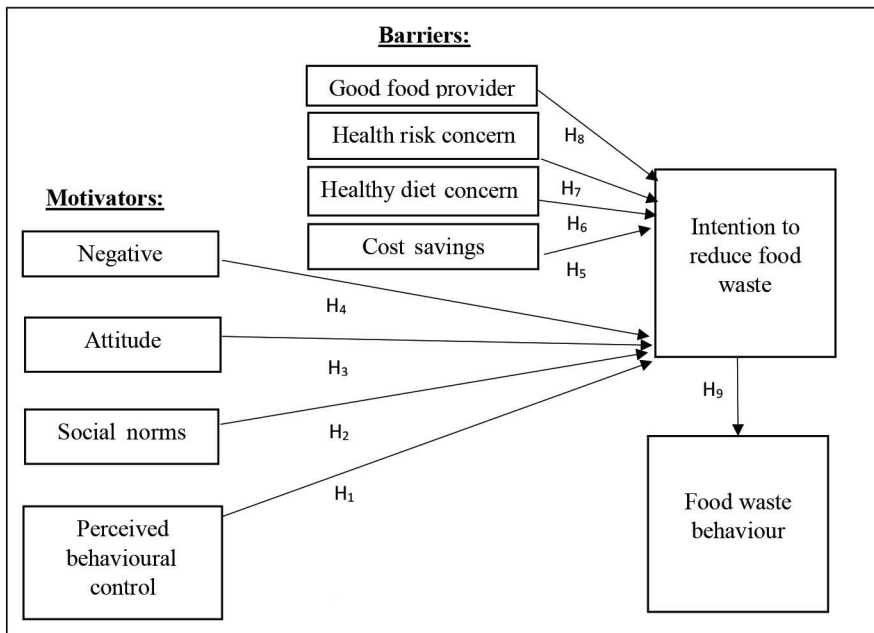 Barriers:
Good food provider
Health risk concern
Healthy diet concern
Cost savings
H₈
H₇
H₆
H₅
Motivators:
Negative
Attitude
Social norms
Perceived
behavioural
control
H₄
H₃
H₂
H₁
Intention to
reduce food
waste
H₉
Food waste
behaviour